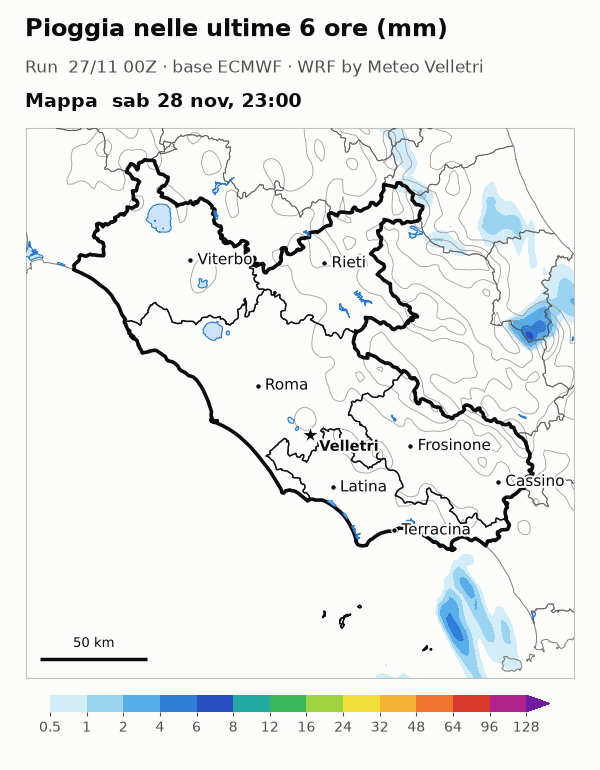 Pioggia nelle ultime 6 ore (mm)
Run  27/11 00Z · base ECMWF · WRF by Meteo Velletri
Mappa  sab 28 nov, 23:00
Viterbo
Rieti
Roma
Velletri
Frosinone
Cassino
Latina
Terracina
50 km
0.5 1 2 4 6 8 12 16 24 32 48 64 96 128